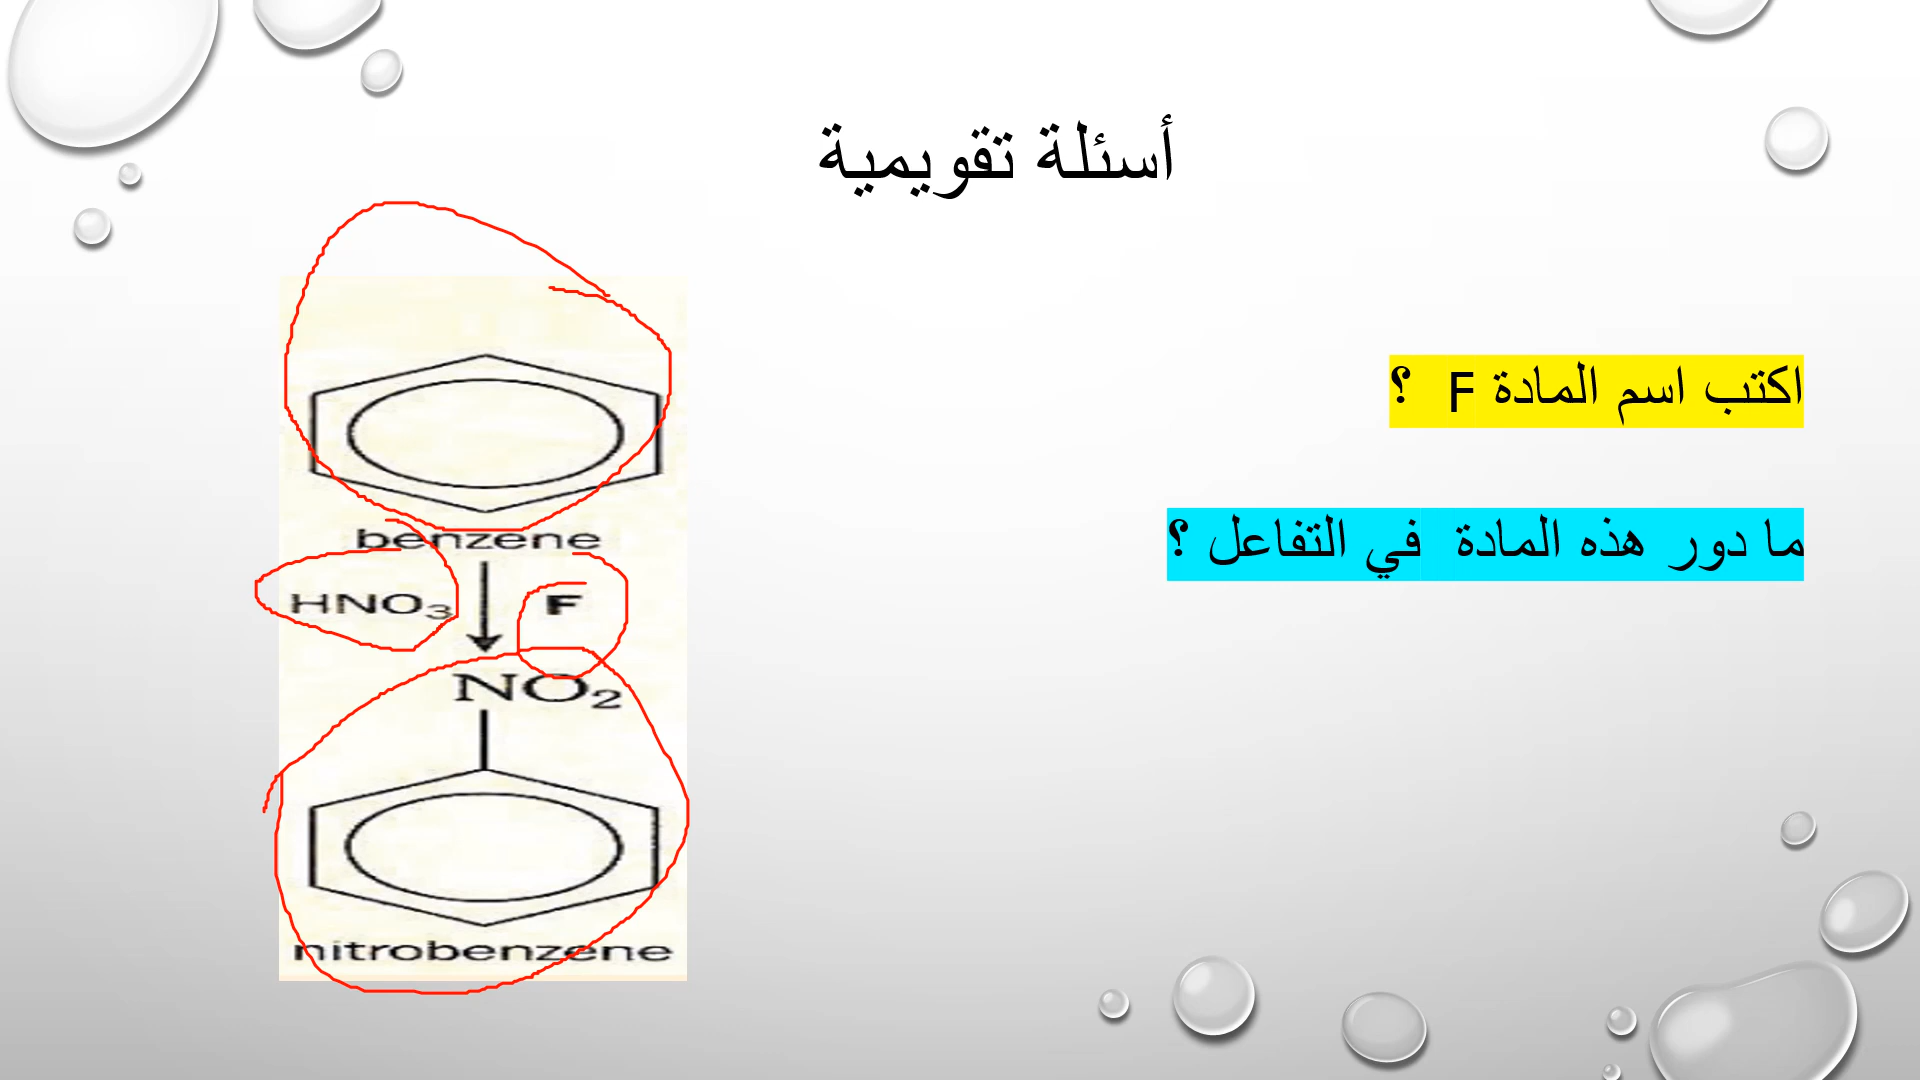 أسئلة تقويمية
اكتب اسم المادة F ؟
ما دور هذه المادة في التفاعل ؟
benzene
HNO₃ F
NO₂
nitrobenzene